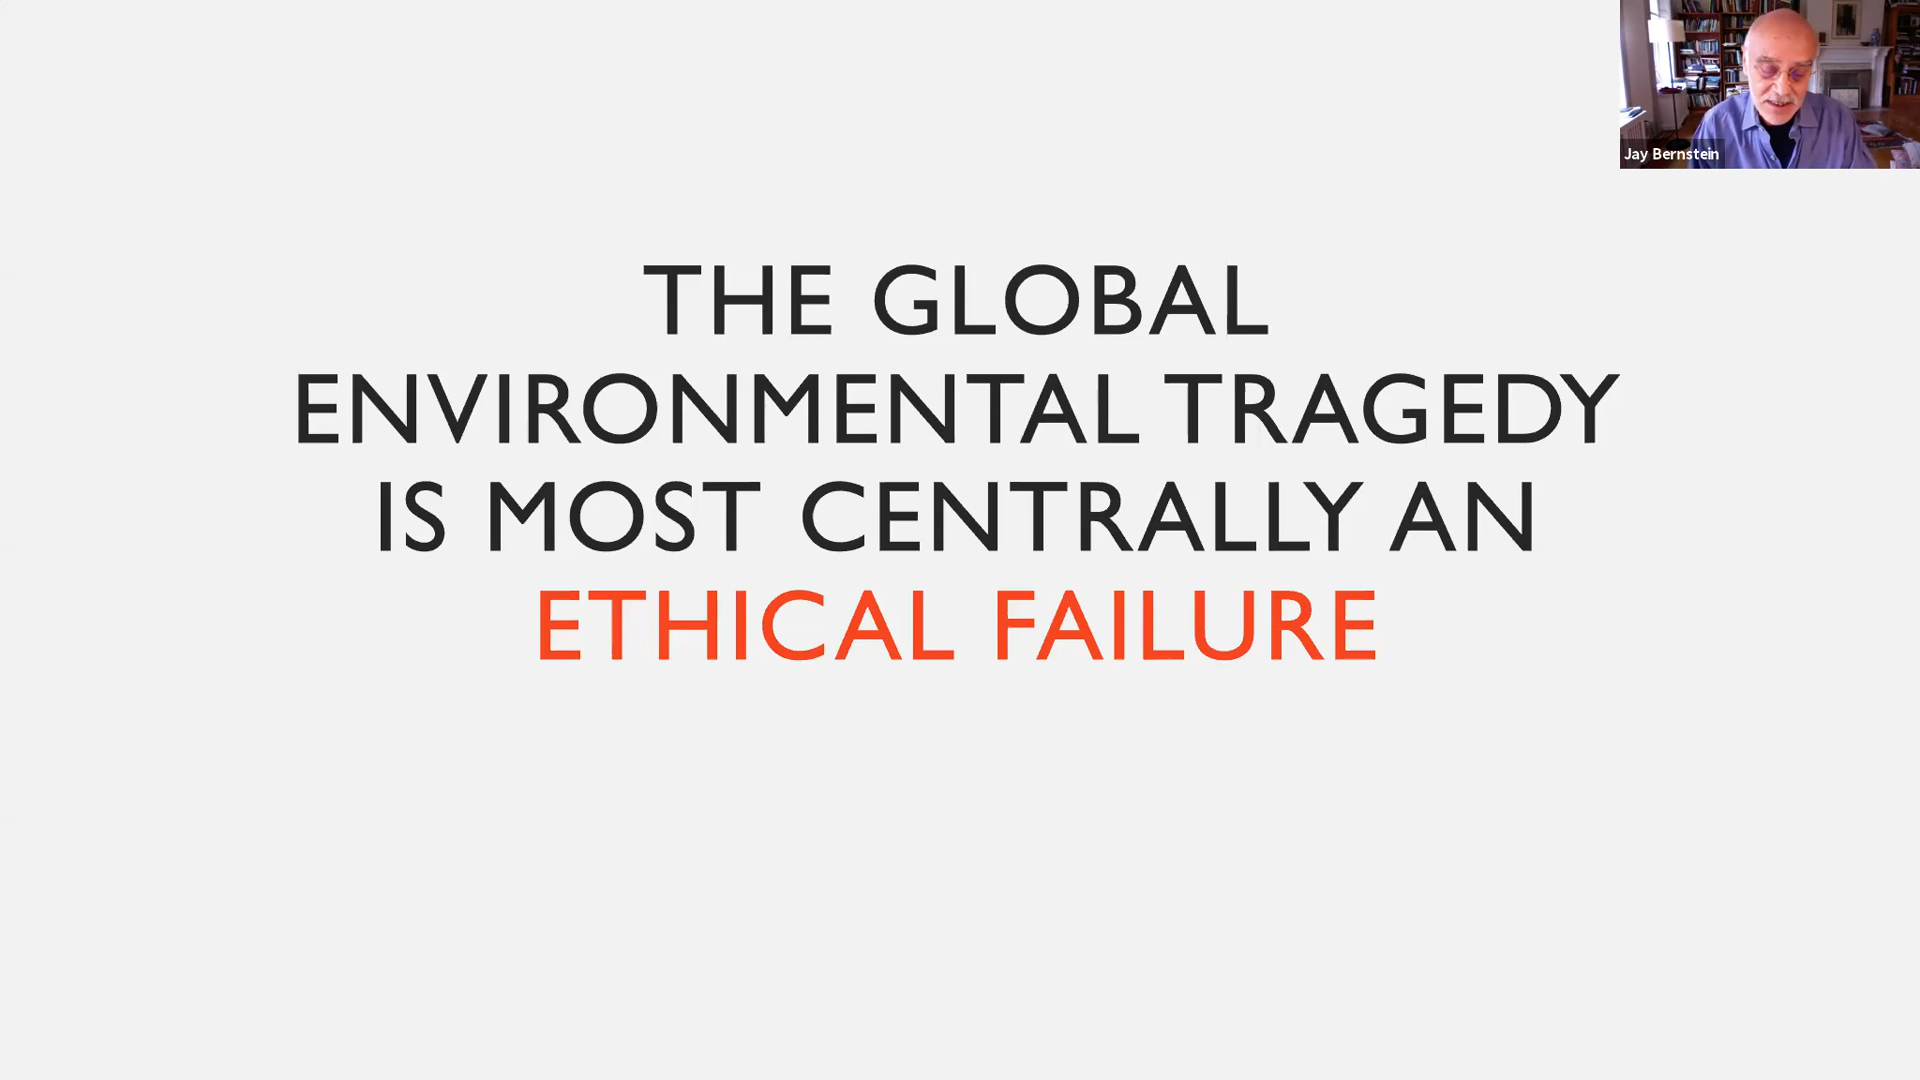 Jay Bernstein
THE GLOBAL
ENVIRONMENTAL TRAGEDY
IS MOST CENTRALLY AN
ETHICAL FAILURE